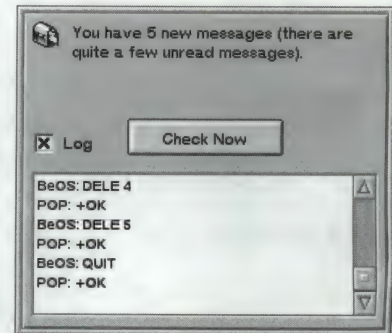 You have 5 new messages (there are
quite a few unread messages).
Log
Check Now
BeOS: DELE 4
POP: +OK
BeOS: DELE 5
POP: +OK
BeOS: QUIT
POP: +OK